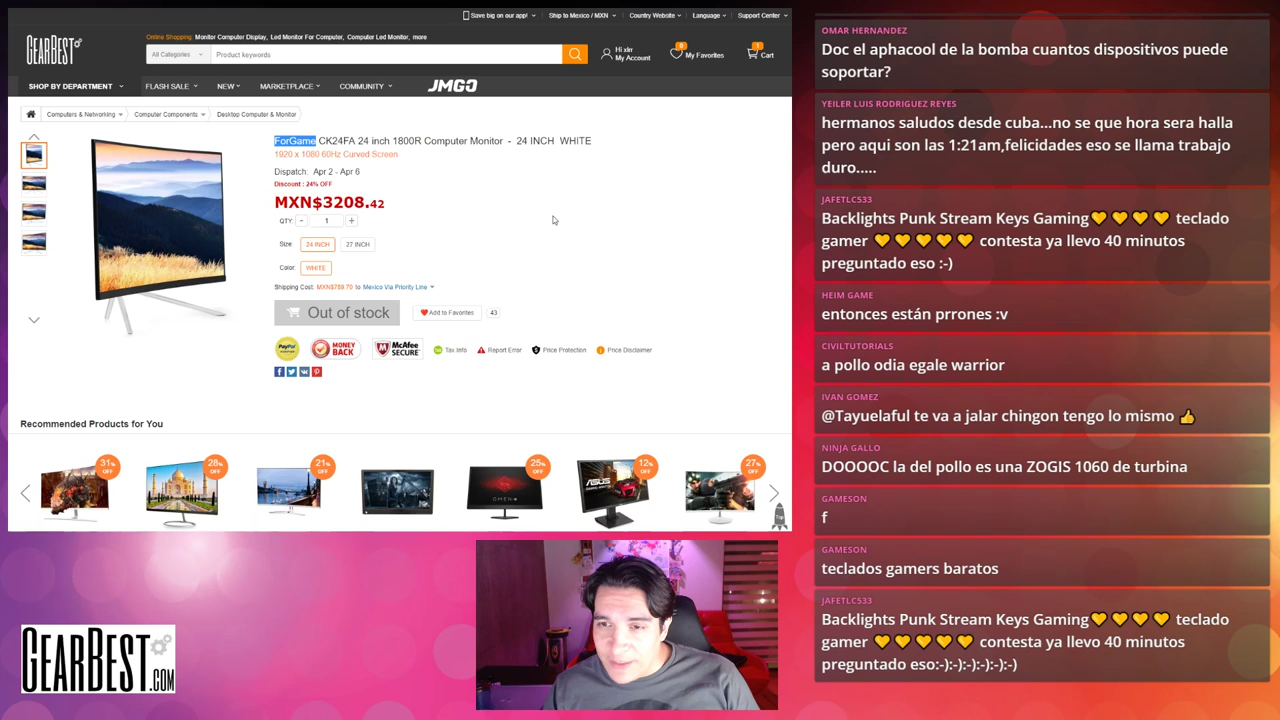 Save big on our app!
Ship to Mexico / MXN
Country Website
Language
Support Center
GEARBEST
Online Shopping: Monitor Computer Display, Led Monitor For Computer, Computer Led Monitor, more
All Categories
Product keywords
Hi xlrr
My Account
0
My Favorites
1
Cart
SHOP BY DEPARTMENT
FLASH SALE
NEW
MARKETPLACE
COMMUNITY
JMGO
Computers & Networking
Computer Components
Desktop Computer & Monitor
ForGame CK24FA 24 inch 1800R Computer Monitor - 24 INCH WHITE
1920 x 1080 60Hz Curved Screen
Dispatch: Apr 2 - Apr 6
Discount : 24% OFF
MXN$3208.42
QTY: - 1 +
Size: 24 INCH 27 INCH
Color: WHITE
Shipping Cost: MXN$789.70 to Mexico Via Priority Line
Out of stock
Add to Favorites
43
PayPal
MONEY BACK
McAfee SECURE
Tax Info
Report Error
Price Protection
Price Disclaimer
Recommended Products for You
31% OFF
28% OFF
21% OFF
25% OFF
12% OFF
27% OFF
OMEN
ASUS
Top
GEARBEST.COM
OMAR HERNANDEZ
Doc el aphacool de la bomba cuantos dispositivos puede
soportar?
YEILER LUIS RODRIGUEZ REYES
hermanos saludos desde cuba...no se que hora sera halla
pero aqui son las 1:21am,felicidades eso se llama trabajo
duro.....
JAFETLC533
Backlights Punk Stream Keys Gaming💛💛💛💛 teclado
gamer 💛💛💛💛💛 contesta ya llevo 40 minutos
preguntado eso :-)
HEIM GAME
entonces están prrones :v
CIVILTUTORIALS
a pollo odia egale warrior
IVAN GOMEZ
@Tayuelaful te va a jalar chingon tengo lo mismo 👍
NINJA GALLO
DOOOOC la del pollo es una ZOGIS 1060 de turbina
GAMESON
f
GAMESON
teclados gamers baratos
JAFETLC533
Backlights Punk Stream Keys Gaming💛💛💛💛 teclado
gamer 💛💛💛💛💛 contesta ya llevo 40 minutos
preguntado eso:-):-):-):-):-):-)